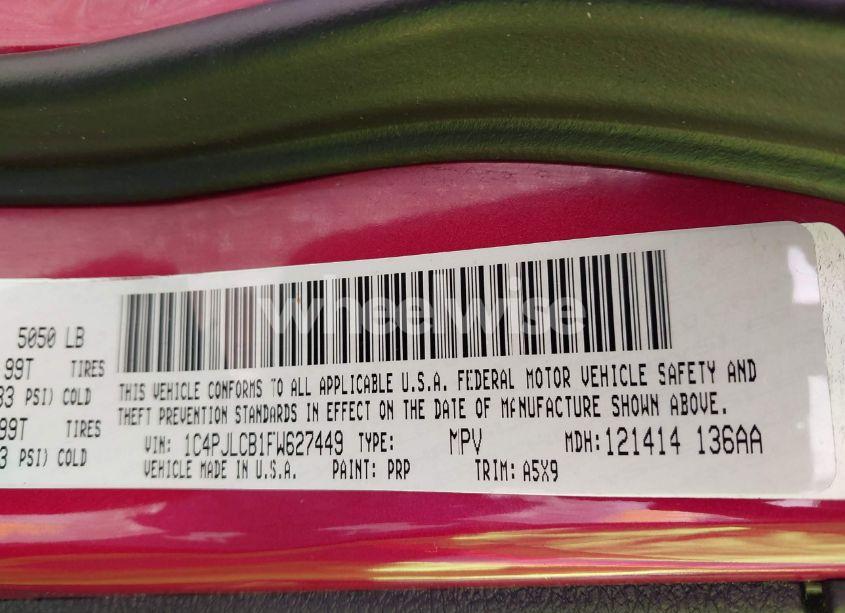 wheelwise
5050 LB
99T TIRES
33 PSI) COLD
99T TIRES
3 PSI) COLD
THIS VEHICLE CONFORMS TO ALL APPLICABLE U.S.A. FEDERAL MOTOR VEHICLE SAFETY AND
THEFT PREVENTION STANDARDS IN EFFECT ON THE DATE OF MANUFACTURE SHOWN ABOVE.
VIN: 1C4PJLCB1FW627449 TYPE: MPV MDH: 121414 136AA
VEHICLE MADE IN U.S.A. PAINT: PRP TRIM: A5X9